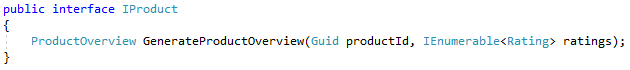 public interface IProduct
{
    ProductOverview GenerateProductOverview(Guid productId, IEnumerable<Rating> ratings);
}